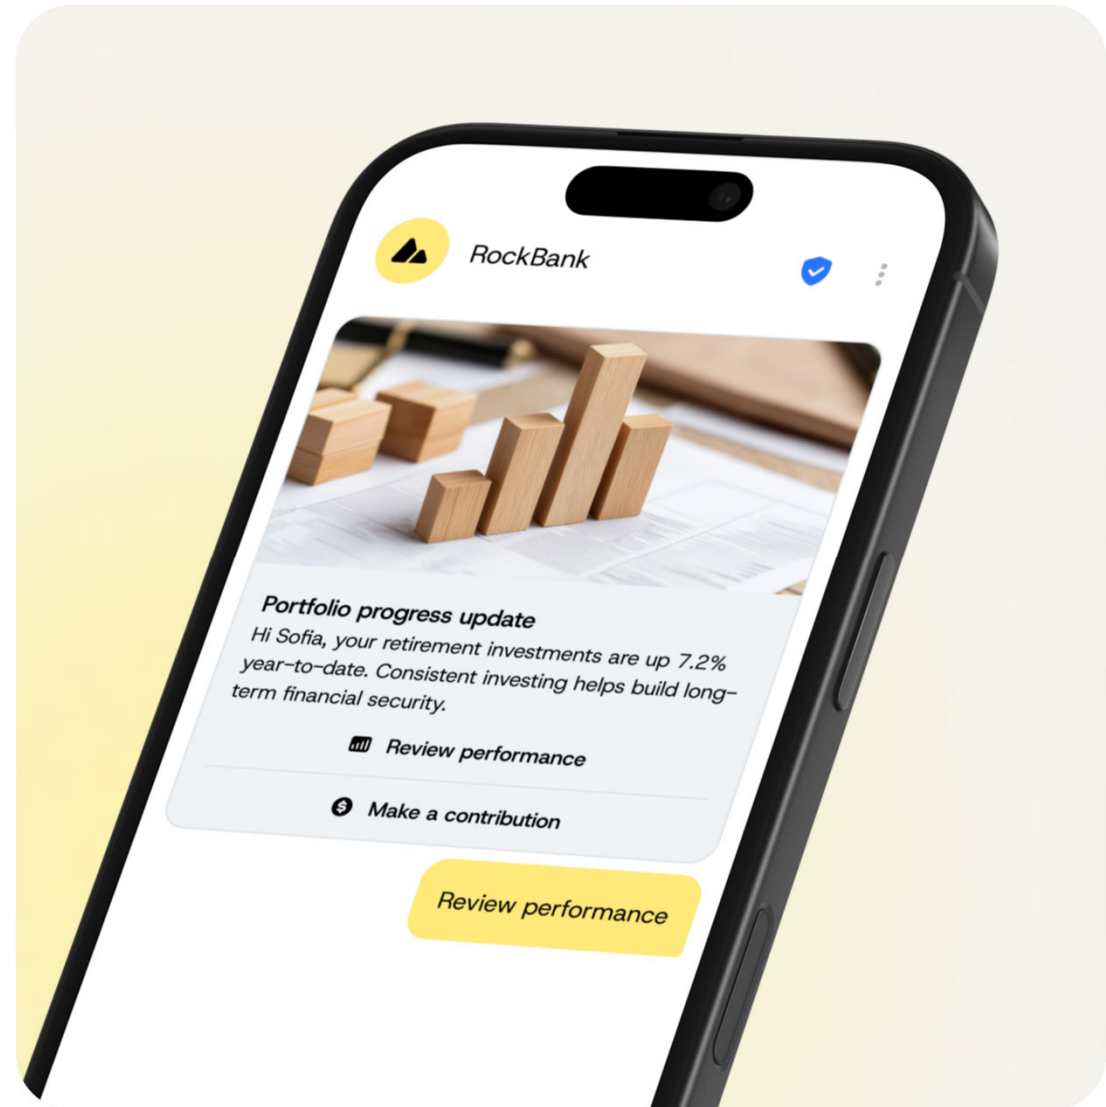 RockBank
Portfolio progress update
Hi Sofia, your retirement investments are up 7.2%
year-to-date. Consistent investing helps build long-
term financial security.
Review performance
Make a contribution
Review performance